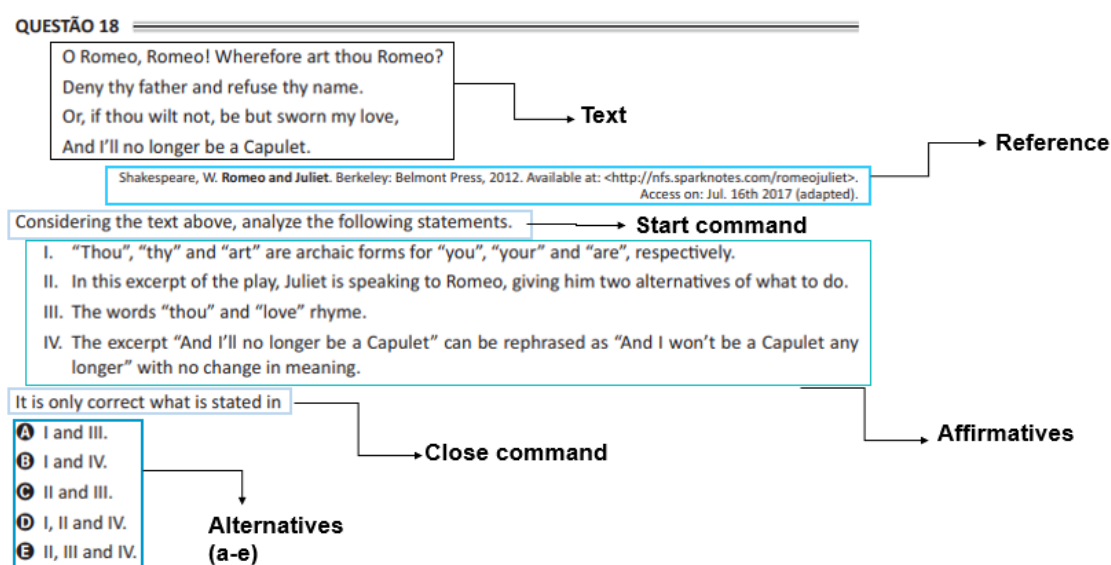 QUESTÃO 18
O Romeo, Romeo! Wherefore art thou Romeo?
Deny thy father and refuse thy name.
Or, if thou wilt not, be but sworn my love,
And I’ll no longer be a Capulet.
Text
Reference
Shakespeare, W. Romeo and Juliet. Berkeley: Belmont Press, 2012. Available at: <http://nfs.sparknotes.com/romeojuliet>.
Access on: Jul. 16th 2017 (adapted).
Considering the text above, analyze the following statements.
Start command
I. “Thou”, “thy” and “art” are archaic forms for “you”, “your” and “are”, respectively.
II. In this excerpt of the play, Juliet is speaking to Romeo, giving him two alternatives of what to do.
III. The words “thou” and “love” rhyme.
IV. The excerpt “And I’ll no longer be a Capulet” can be rephrased as “And I won’t be a Capulet any
longer” with no change in meaning.
It is only correct what is stated in
Affirmatives
Close command
A I and III.
B I and IV.
C II and III.
D I, II and IV.
E II, III and IV.
Alternatives
(a-e)